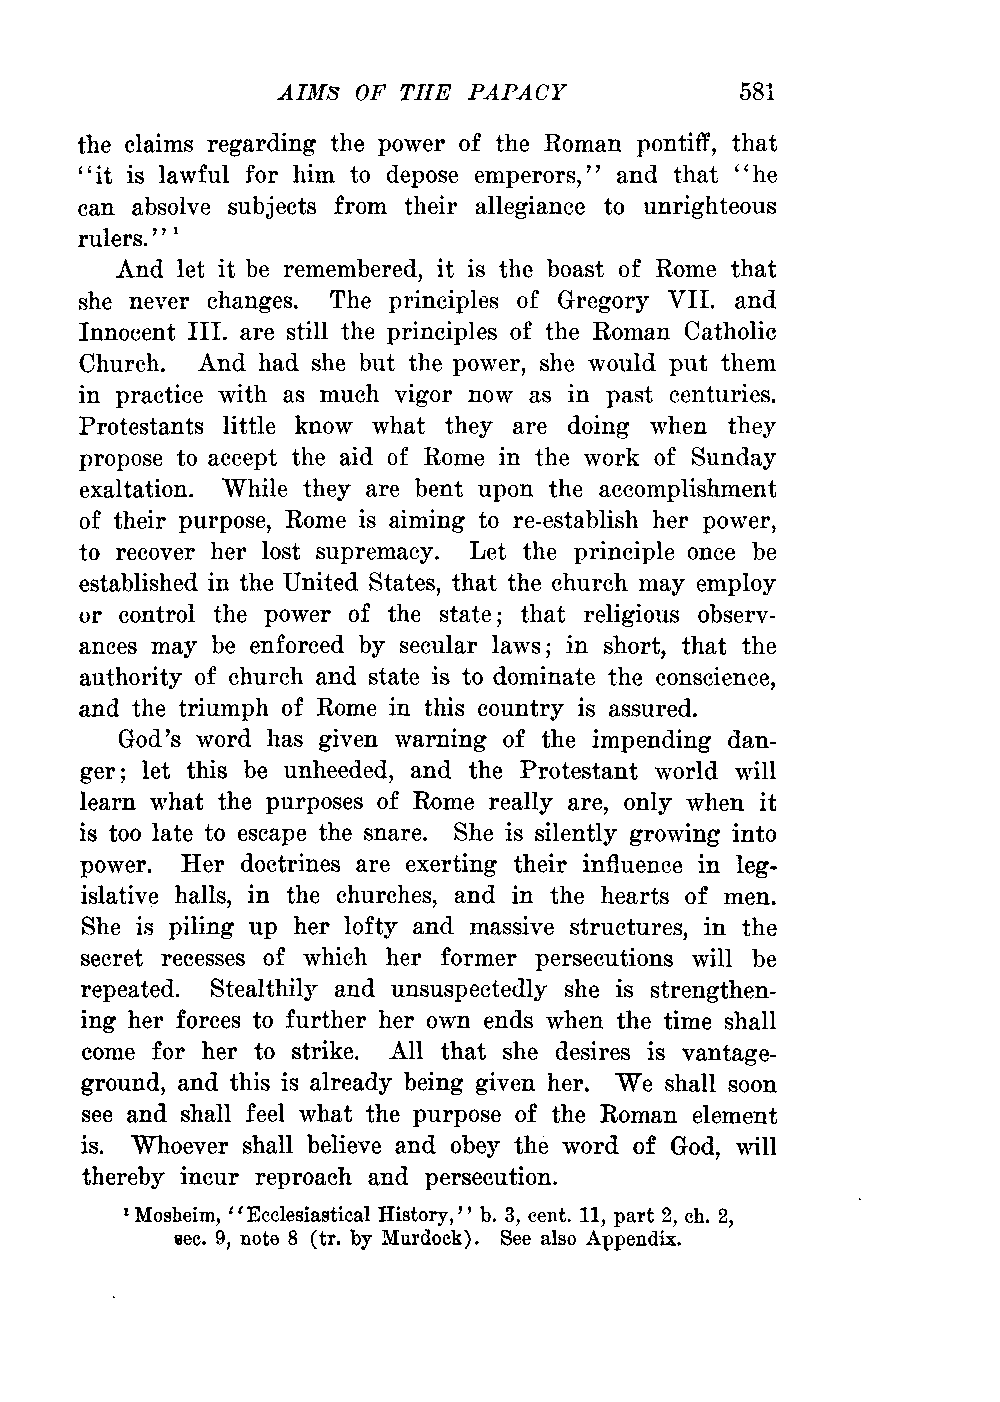 AIMS OF THE PAPACY 581
the claims regarding the power of the Roman pontiff, that
“it is lawful for him to depose emperors,” and that “he
can absolve subjects from their allegiance to unrighteous
rulers.” ¹
And let it be remembered, it is the boast of Rome that
she never changes. The principles of Gregory VII. and
Innocent III. are still the principles of the Roman Catholic
Church. And had she but the power, she would put them
in practice with as much vigor now as in past centuries.
Protestants little know what they are doing when they
propose to accept the aid of Rome in the work of Sunday
exaltation. While they are bent upon the accomplishment
of their purpose, Rome is aiming to re-establish her power,
to recover her lost supremacy. Let the principle once be
established in the United States, that the church may employ
or control the power of the state; that religious observ-
ances may be enforced by secular laws; in short, that the
authority of church and state is to dominate the conscience,
and the triumph of Rome in this country is assured.
God’s word has given warning of the impending dan-
ger; let this be unheeded, and the Protestant world will
learn what the purposes of Rome really are, only when it
is too late to escape the snare. She is silently growing into
power. Her doctrines are exerting their influence in leg-
islative halls, in the churches, and in the hearts of men.
She is piling up her lofty and massive structures, in the
secret recesses of which her former persecutions will be
repeated. Stealthily and unsuspectedly she is strengthen-
ing her forces to further her own ends when the time shall
come for her to strike. All that she desires is vantage-
ground, and this is already being given her. We shall soon
see and shall feel what the purpose of the Roman element
is. Whoever shall believe and obey the word of God, will
thereby incur reproach and persecution.
¹ Mosheim, “Ecclesiastical History,” b. 3, cent. 11, part 2, ch. 2,
sec. 9, note 8 (tr. by Murdock). See also Appendix.